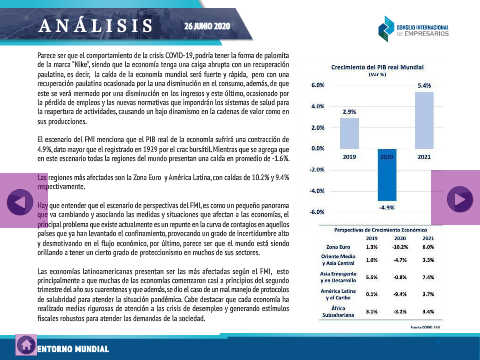 ANÁLISIS
26 JUNIO 2020
CONSEJO INTERNACIONAL
DE EMPRESARIOS
Parece ser que el comportamiento de la crisis COVID-19, podría tener la forma de palomita
de la marca "Nike", siendo que la economía tenga una caiga abrupta con un recuperación
paulatina, es decir, la caída de la economía mundial será fuerte y rápida, pero con una
recuperación paulatina ocasionada por la una disminución en el consumo, además, de que
este se verá mermado por una disminución en los ingresos y este último, ocasionado por
la pérdida de empleos y las nuevas normativas que impondrán los sistemas de salud para
la reapertura de actividades, causando un bajo dinamismo en la cadenas de valor como en
sus producciones.
El escenario del FMI menciona que el PIB real de la economía sufrirá una contracción de
4.9%, dato mayor que el registrado en 1939 por el crac bursátil. Mientras que se agrega que
en este escenario todas la regiones del mundo presentan una caída en promedio de -1.6%.
Las regiones más afectadas son la Zona Euro y América Latina, con caídas de 10.2% y 9.4%
respectivamente.
Hay que entender que el escenario de perspectivas del FMI, es como un pequeño panorama
que va cambiando y asociando las medidas y situaciones que afectan a las economías, el
principal problema que existe actualmente es un repunte en la curva de contagios en aquellos
países que ya han levantado el confinamiento, provocando un grado de incertidumbre alto
y desmotivando en el flujo económico, por último, parece ser que el mundo está siendo
orillando a tener un cierto grado de proteccionismo en muchos de sus sectores.
Las economías latinoamericanas presentan ser las más afectadas según el FMI, esto
principalmente a que muchas de las economías comenzaron casi a principios del segundo
trimestre del año sus cuarentenas y que además, se dio el caso de un mal manejo de protocolos
de salubridad para atender la situación pandémica. Cabe destacar que cada economía ha
realizado medias rigurosas de atención a las crisis de desempleo y generando estímulos
fiscales robustos para atender las demandas de la sociedad.
Crecimiento del PIB real Mundial
(Var %)
6.0%
5.4%
4.0%
2.9%
2.0%
0.0%
2019 2020 2021
-2.0%
-4.0%
-4.9%
-6.0%
Perspectivas de Crecimiento Económico
2019 2020 2021
Zona Euro 1.3% -10.2% 6.0%
Oriente Medio
y Asia Central 1.0% -4.7% 3.3%
Asia Emergente
y en Desarrollo 5.5% -0.8% 7.4%
América Latina
y el Caribe 0.1% -9.4% 3.7%
África
Subsahariana 3.1% -3.2% 3.4%
ENTORNO MUNDIAL